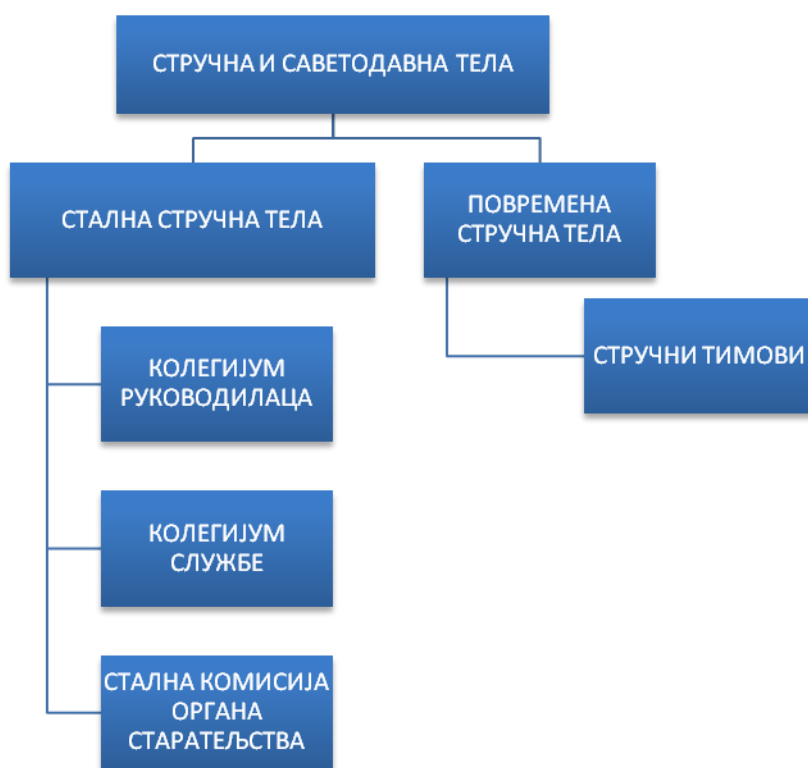 СТРУЧНА И САВЕТОДАВНА ТЕЛА
СТАЛНА СТРУЧНА ТЕЛА
ПОВРЕМЕНА
СТРУЧНА ТЕЛА
КОЛЕГИЈУМ
РУКОВОДИЛАЦА
КОЛЕГИЈУМ
СЛУЖБЕ
СТАЛНА КОМИСИЈА
ОРГАНА
СТАРАТЕЉСТВА
СТРУЧНИ ТИМОВИ